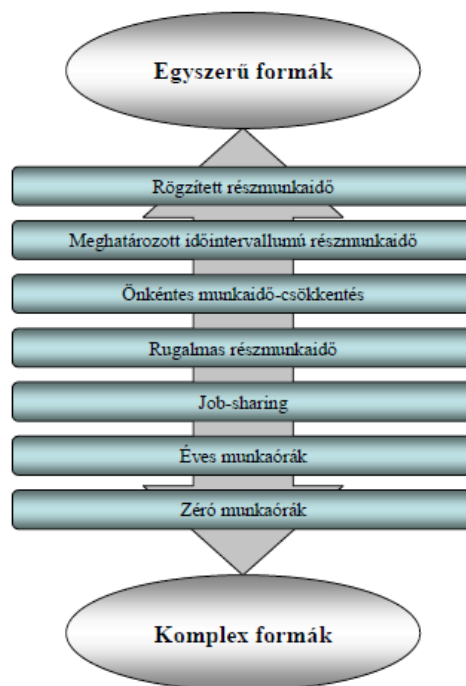 Egyszerű formák
Rögzített részmunkaidő
Meghatározott időintervallumú részmunkaidő
Önkéntes munkaidő-csökkentés
Rugalmas részmunkaidő
Job-sharing
Éves munkaórák
Zéró munkaórák
Komplex formák